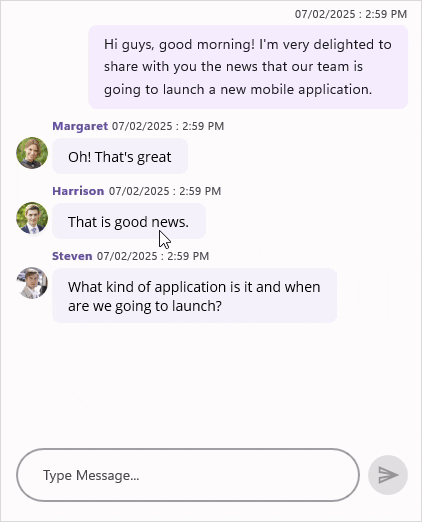 07/02/2025 : 2:59 PM
Hi guys, good morning! I'm very delighted to
share with you the news that our team is
going to launch a new mobile application.
Margaret 07/02/2025 : 2:59 PM
Oh! That's great
Harrison 07/02/2025 : 2:59 PM
That is good news.
Steven 07/02/2025 : 2:59 PM
What kind of application is it and when
are we going to launch?
Type Message...